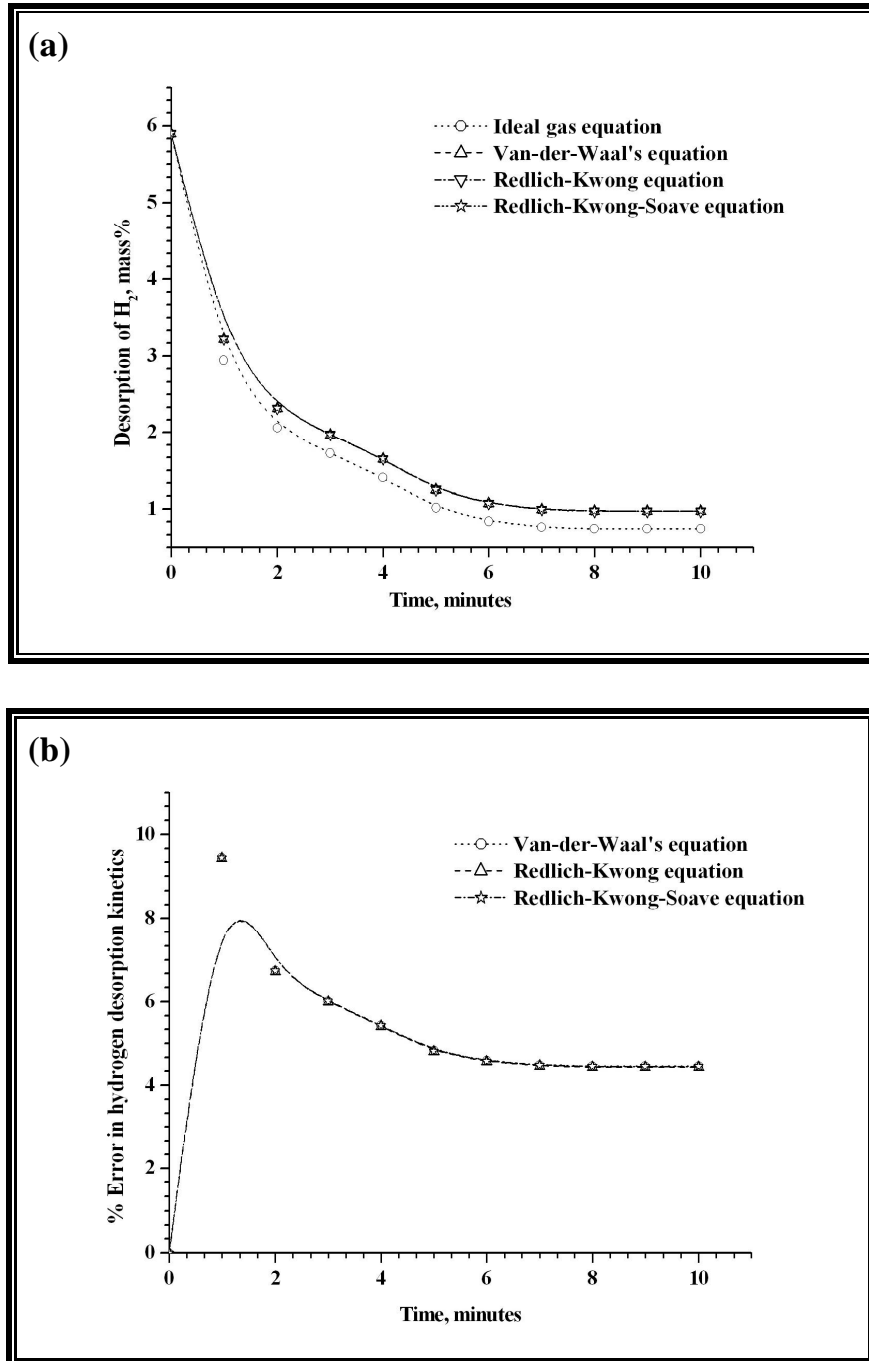 (a)
Desorption of H2, mass%
6
5
4
3
2
1
Ideal gas equation
Van-der-Waal's equation
Redlich-Kwong equation
Redlich-Kwong-Soave equation
0 2 4 6 8 10
Time, minutes
(b)
% Error in hydrogen desorption kinetics
10
8
6
4
2
0
Van-der-Waal's equation
Redlich-Kwong equation
Redlich-Kwong-Soave equation
0 2 4 6 8 10
Time, minutes